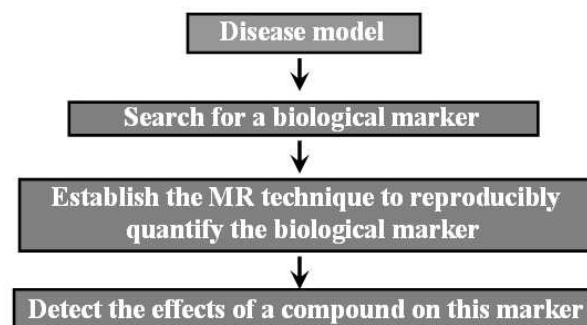 Disease model
Search for a biological marker
Establish the MR technique to reproducibly
quantify the biological marker
Detect the effects of a compound on this marker